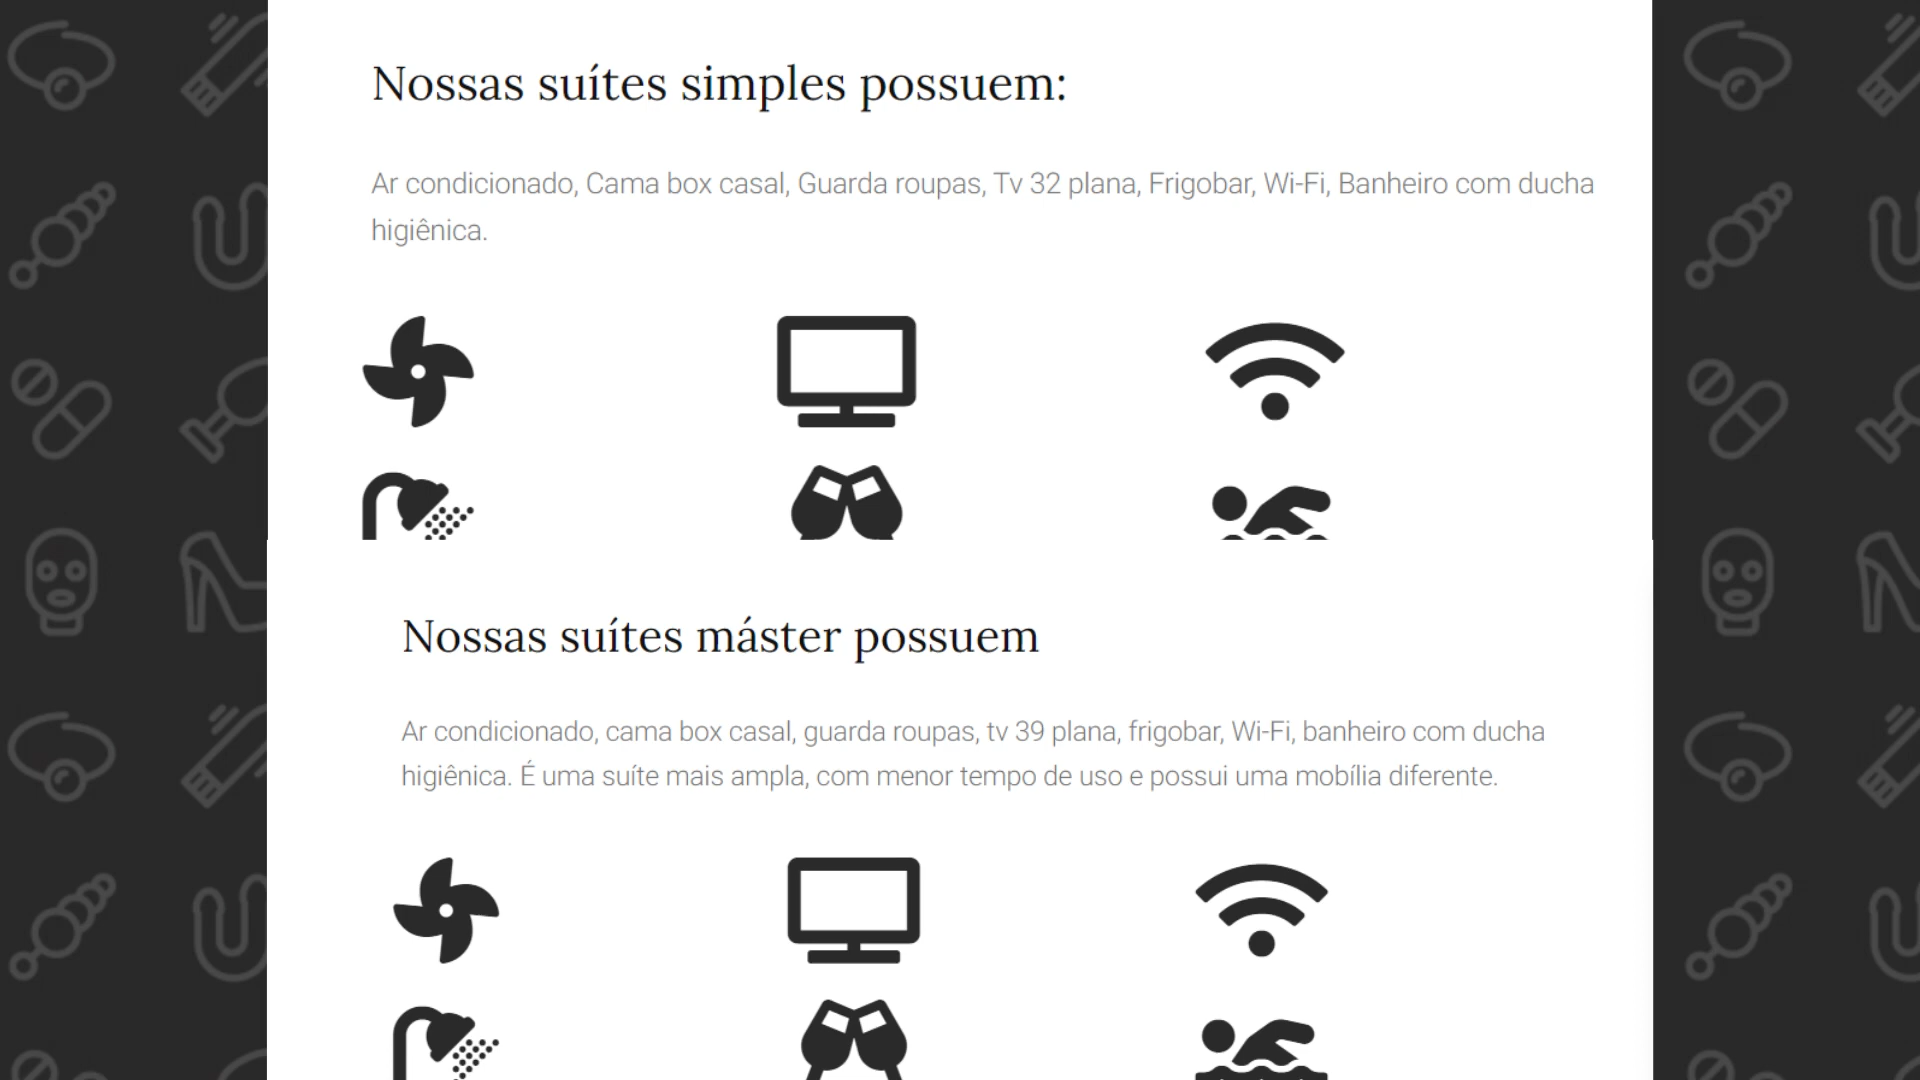 Nossas suítes simples possuem:
Ar condicionado, Cama box casal, Guarda roupas, Tv 32 plana, Frigobar, Wi-Fi, Banheiro com ducha
higiênica.
Nossas suítes máster possuem
Ar condicionado, cama box casal, guarda roupas, tv 39 plana, frigobar, Wi-Fi, banheiro com ducha
higiênica. É uma suíte mais ampla, com menor tempo de uso e possui uma mobília diferente.